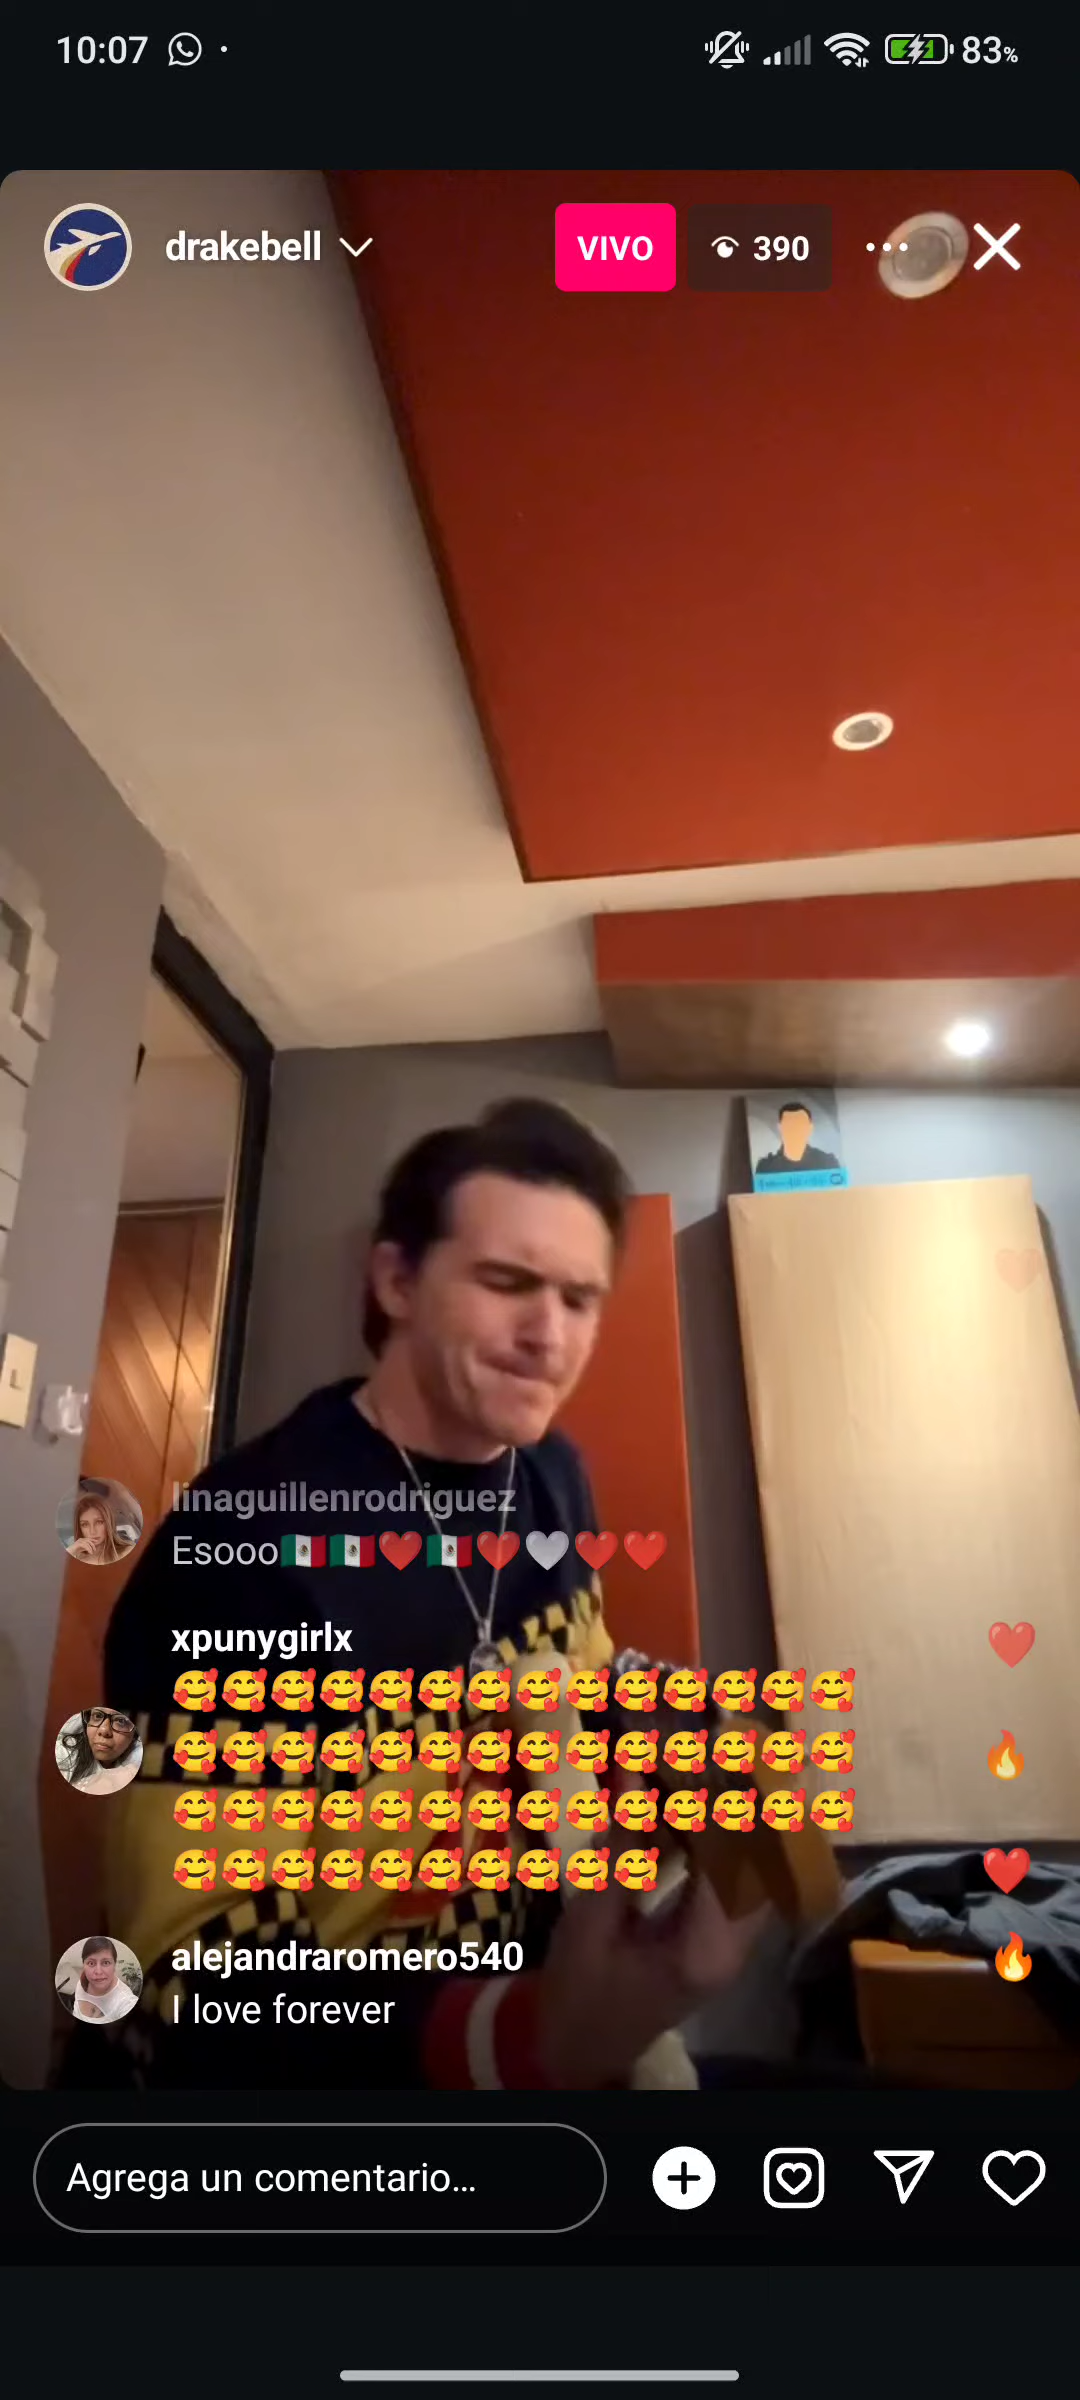 10:07
83%
drakebell
VIVO
390
linaguillenrodriguez
Esooo🇲🇽🇲🇽❤️🇲🇽❤️🤍❤️❤️
xpunygirlx
🥰🥰🥰🥰🥰🥰🥰🥰🥰🥰🥰🥰🥰🥰
🥰🥰🥰🥰🥰🥰🥰🥰🥰🥰🥰🥰🥰🥰
🥰🥰🥰🥰🥰🥰🥰🥰🥰🥰🥰🥰🥰🥰
🥰🥰🥰🥰🥰🥰🥰🥰🥰🥰
alejandraromero540
I love forever
Agrega un comentario...